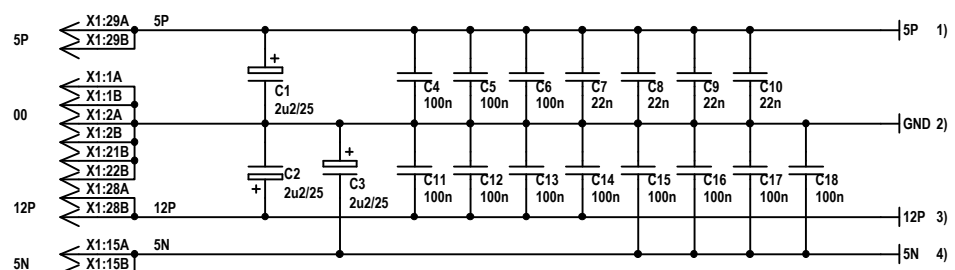 X1:29A 5P 5P 1)
5P X1:29B
+
C1
2u2/25
C4 C5 C6 C7 C8 C9 C10
100n 100n 100n 22n 22n 22n 22n
X1:1A
X1:1B
00 X1:2A GND 2)
X1:2B
X1:21B
X1:22B
X1:28A
+
C2
2u2/25
+
C3
2u2/25
C11 C12 C13 C14 C15 C16 C17 C18
100n 100n 100n 100n 100n 100n 100n 100n
12P X1:28B 12P 12P 3)
X1:15A 5N 5N 4)
5N X1:15B